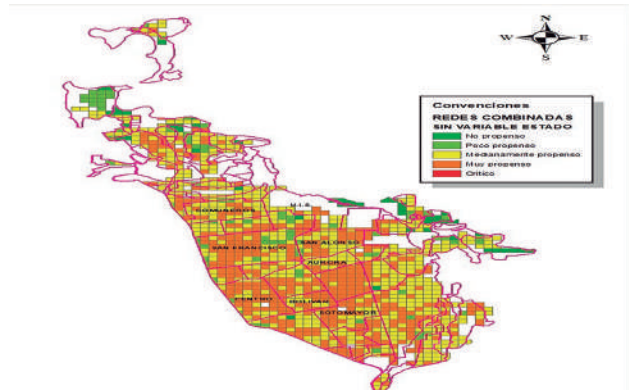 N
W E
S
Convenciones
REDES COMBINADAS
SIN VARIABLE ESTADO
No propenso
Poco propenso
Medianamente propenso
Muy propenso
Critico
COMUNEROS
U.I.S
SAN FRANCISCO
SAN ALONSO
AURORA
CENTRO
BOLIVAR
SOTOMAYOR